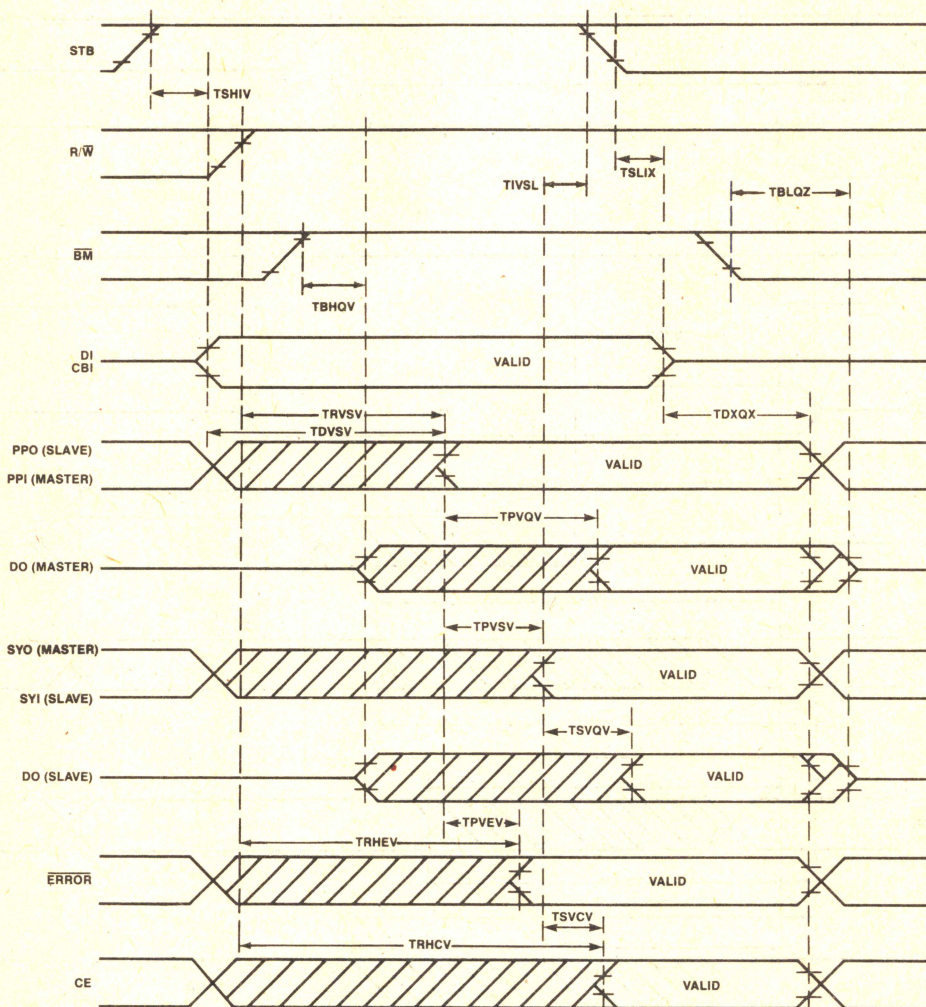 STB
TSHIV
R/W̅
TIVSL
TSLIX
TBLQZ
B̅M̅
TBHQV
DI
CBI
VALID
TRVSV
TDXQX
TDVSV
PPO (SLAVE)
VALID
PPI (MASTER)
TPVQV
DO (MASTER)
VALID
TPVSV
SYO (MASTER)
VALID
SYI (SLAVE)
TSVQV
DO (SLAVE)
VALID
TPVEV
TRHEV
E̅R̅R̅O̅R̅
VALID
TSVCV
TRHCV
CE
VALID